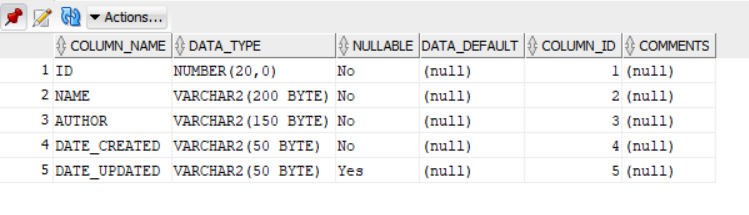 Actions...
COLUMN_NAME DATA_TYPE NULLABLE DATA_DEFAULT COLUMN_ID COMMENTS
1 ID NUMBER(20,0) No (null) 1 (null)
2 NAME VARCHAR2(200 BYTE) No (null) 2 (null)
3 AUTHOR VARCHAR2(150 BYTE) No (null) 3 (null)
4 DATE_CREATED VARCHAR2(50 BYTE) No (null) 4 (null)
5 DATE_UPDATED VARCHAR2(50 BYTE) Yes (null) 5 (null)